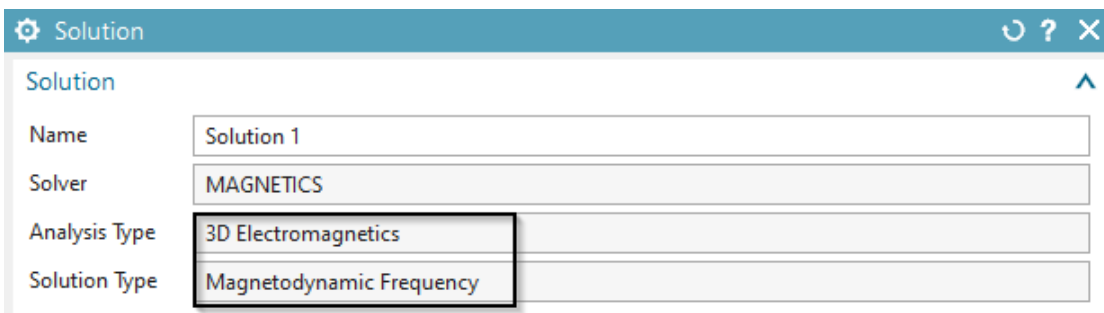 Solution
?
Solution
Name Solution 1
Solver MAGNETICS
Analysis Type 3D Electromagnetics
Solution Type Magnetodynamic Frequency